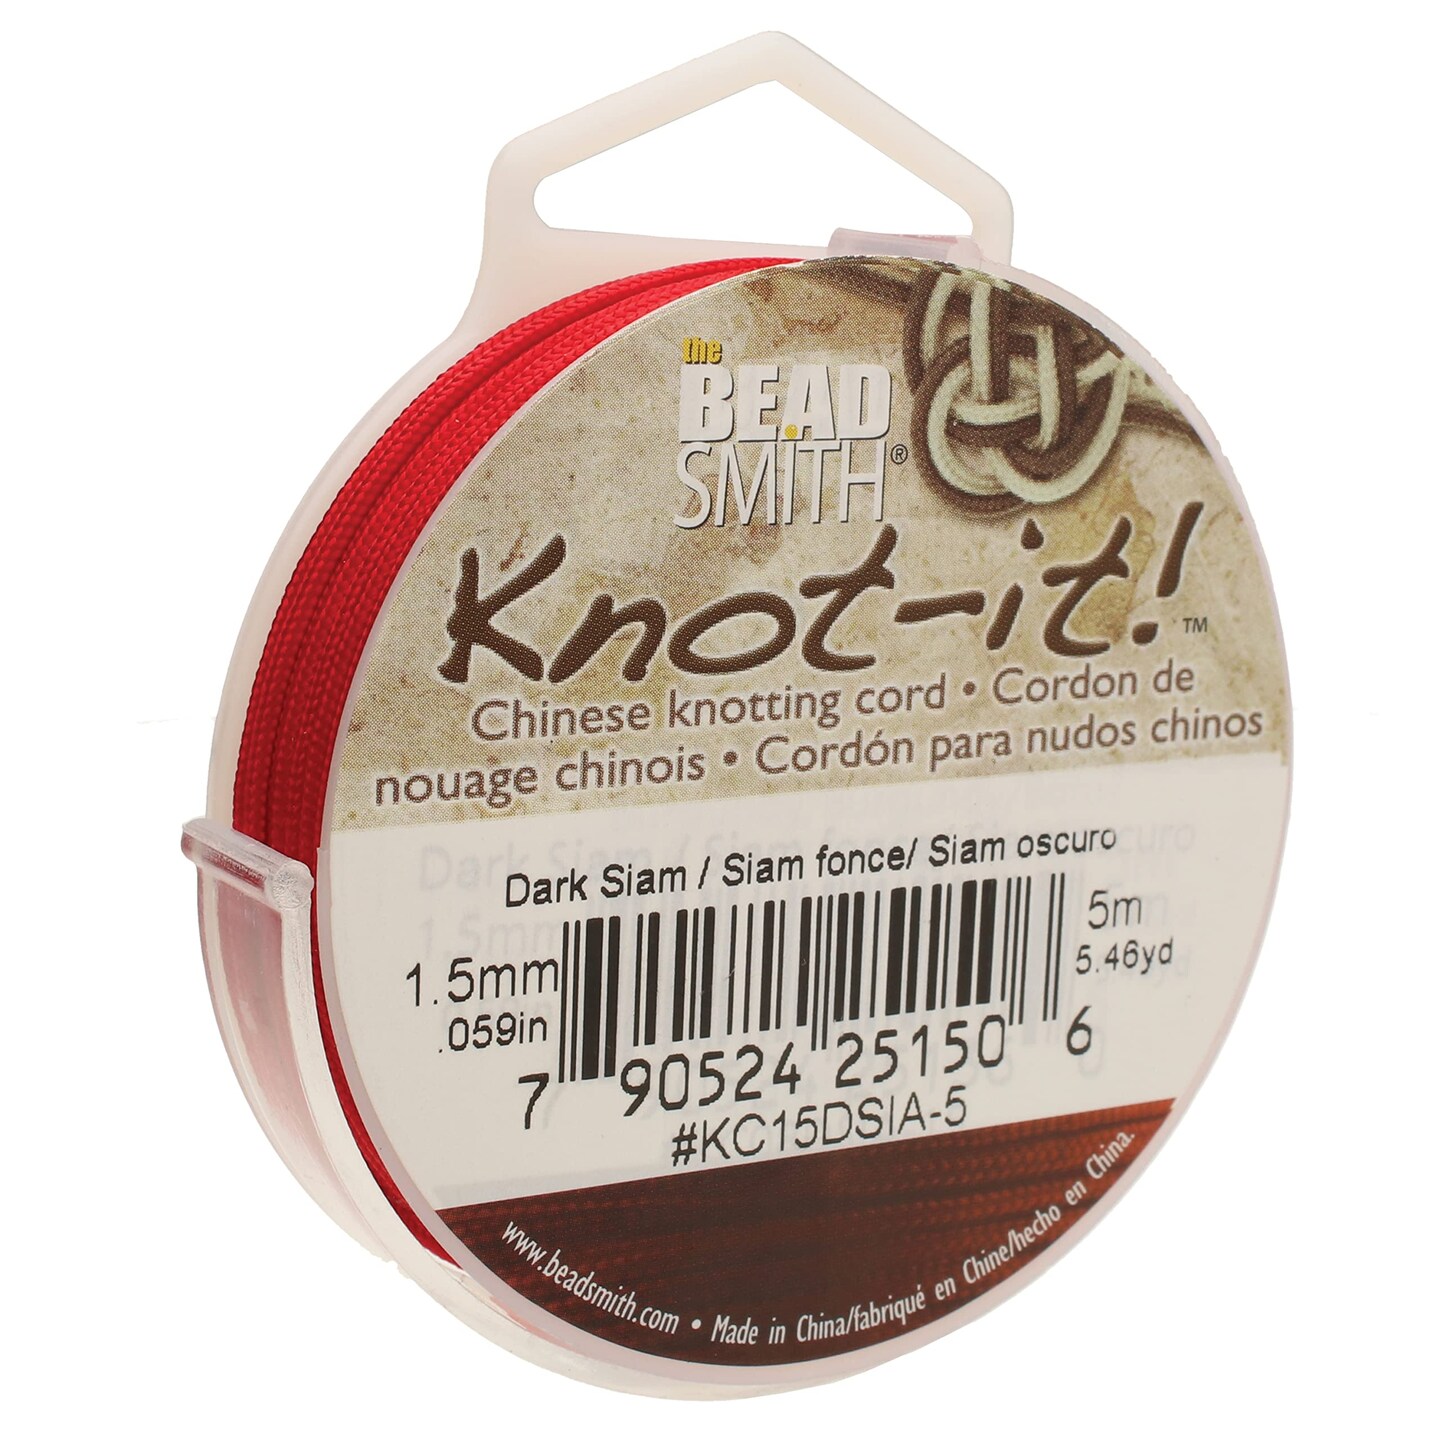 the
BEAD
SMITH®
Knot-it!™
Chinese knotting cord • Cordon de
nouage chinois • Cordón para nudos chinos
Dark Siam / Siam fonce/ Siam oscuro
1.5mm
.059in
5m
5.46yd
7 90524 25150 6
#KC15DSIA-5
www.beadsmith.com • Made in China/fabriqué en Chine/hecho en China.